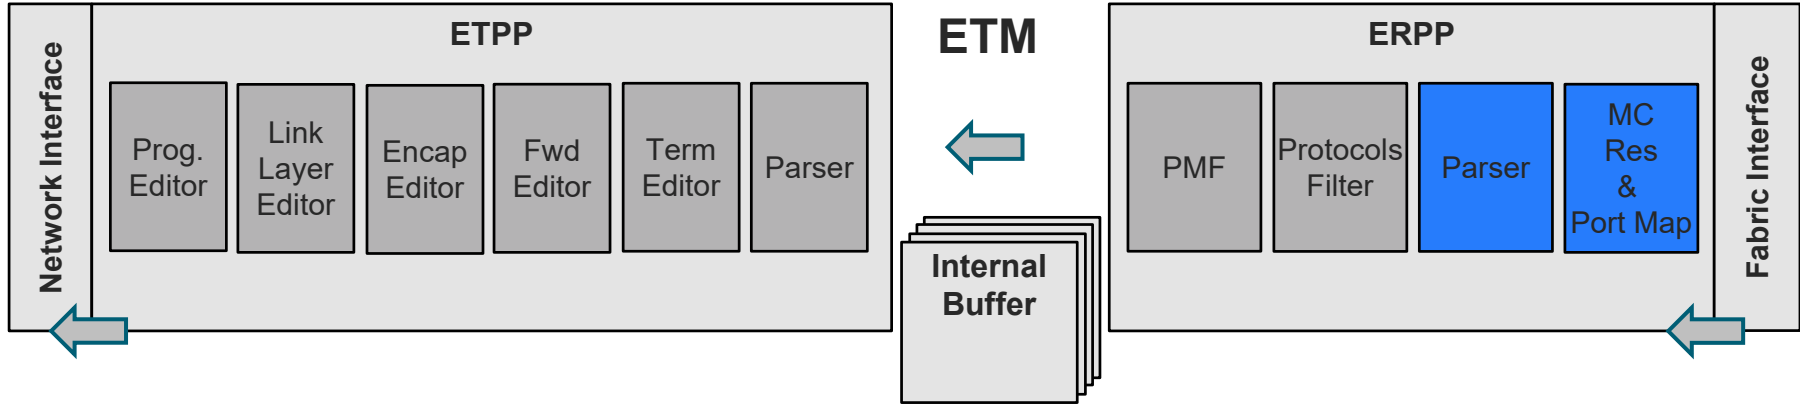 Network Interface
ETPP
Prog.
Editor
Link
Layer
Editor
Encap
Editor
Fwd
Editor
Term
Editor
Parser
ETM
Internal
Buffer
ERPP
PMF
Protocols
Filter
Parser
MC
Res
&
Port Map
Fabric Interface